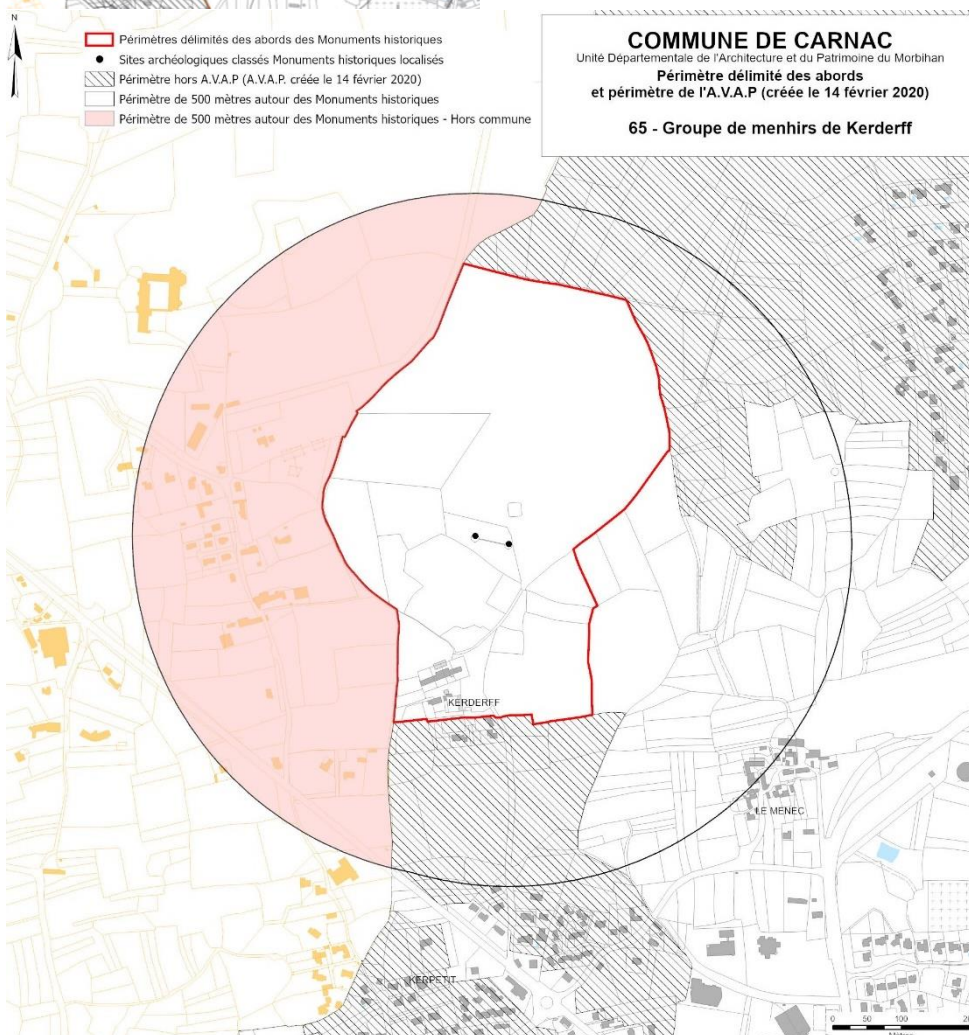 N
Périmètres délimités des abords des Monuments historiques
Sites archéologiques classés Monuments historiques localisés
Périmètre hors A.V.A.P (A.V.A.P. créée le 14 février 2020)
Périmètre de 500 mètres autour des Monuments historiques
Périmètre de 500 mètres autour des Monuments historiques - Hors commune
COMMUNE DE CARNAC
Unité Départementale de l'Architecture et du Patrimoine du Morbihan
Périmètre délimité des abords
et périmètre de l'A.V.A.P (créée le 14 février 2020)
65 - Groupe de menhirs de Kerderff
KERDERFF
LE MENEC
KERPETIT
0 50 100